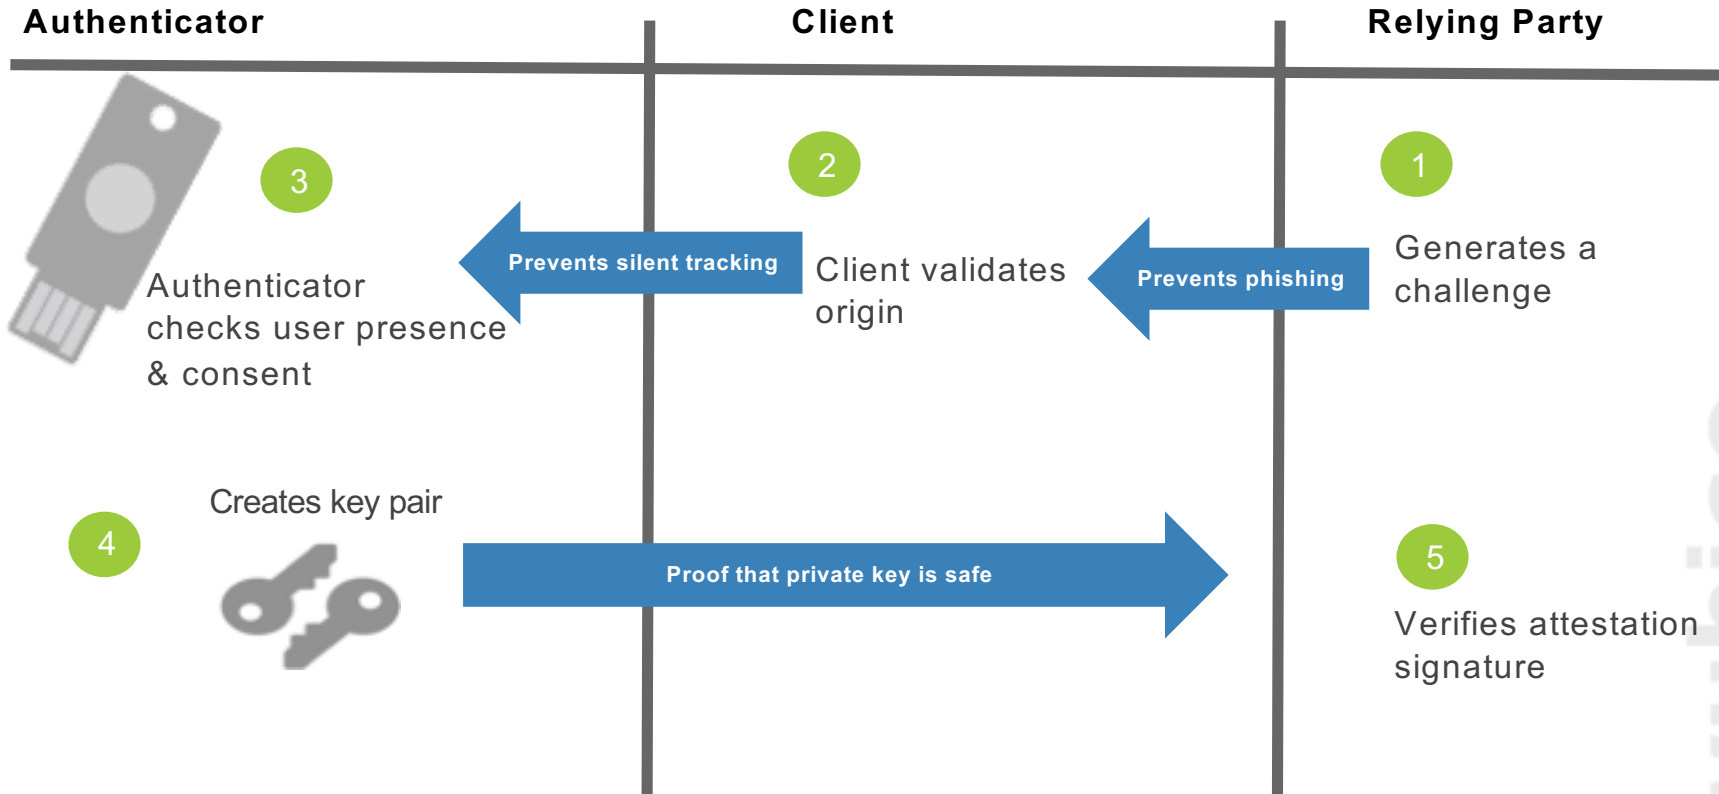 Authenticator
Client
Relying Party
3
2
1
Prevents silent tracking
Prevents phishing
Authenticator
checks user presence
& consent
Client validates
origin
Generates a
challenge
4
Creates key pair
Proof that private key is safe
5
Verifies attestation
signature